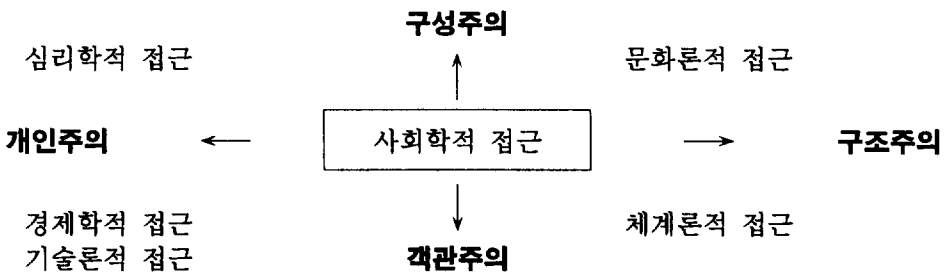 구성주의
심리학적 접근 문화론적 접근
개인주의 사회학적 접근 구조주의
경제학적 접근 체계론적 접근
기술론적 접근 객관주의